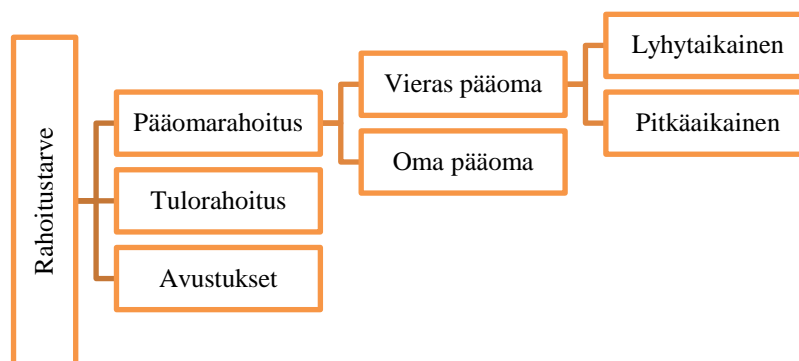 Rahoitustarve
Pääomarahoitus
Vieras pääoma
Lyhytaikainen
Pitkäaikainen
Oma pääoma
Tulorahoitus
Avustukset